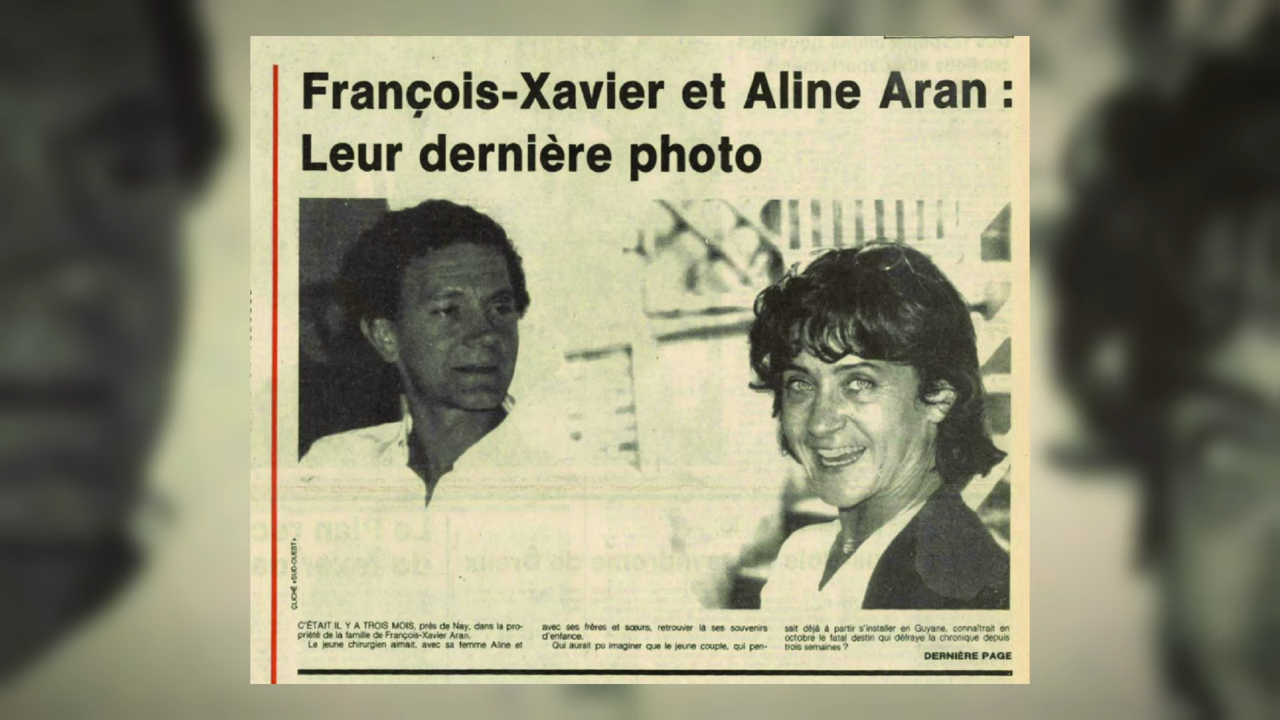 François-Xavier et Aline Aran :
Leur dernière photo
CLICHÉ «SUD-OUEST»
C'ÉTAIT IL Y A TROIS MOIS, près de Nay, dans la pro-
priété de la famille de François-Xavier Aran.
Le jeune chirurgien aimait, avec sa femme Aline et
avec ses frères et sœurs, retrouver là ses souvenirs
d'enfance.
Qui aurait pu imaginer que le jeune couple, qui pen-
sait déjà à partir s'installer en Guyane, connaîtrait en
octobre le fatal destin qui défraye la chronique depuis
trois semaines ?
DERNIÈRE PAGE